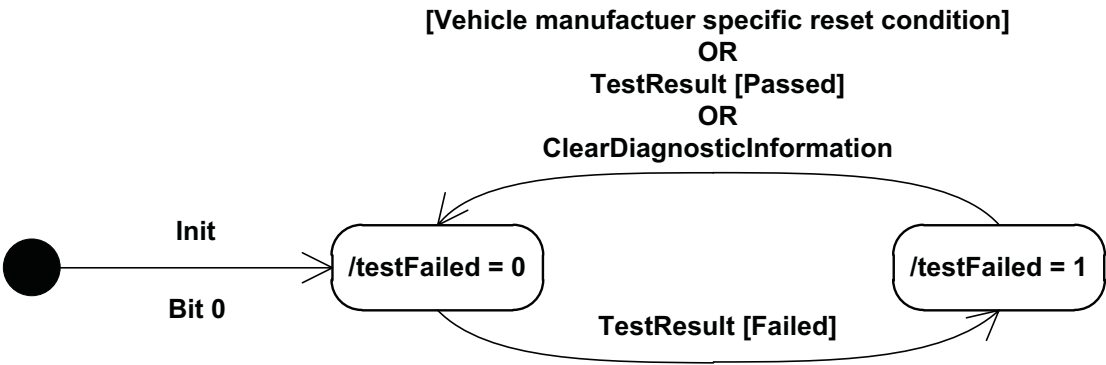 [Vehicle manufactuer specific reset condition]
OR
TestResult [Passed]
OR
ClearDiagnosticInformation
Init
/testFailed = 0
/testFailed = 1
Bit 0
TestResult [Failed]